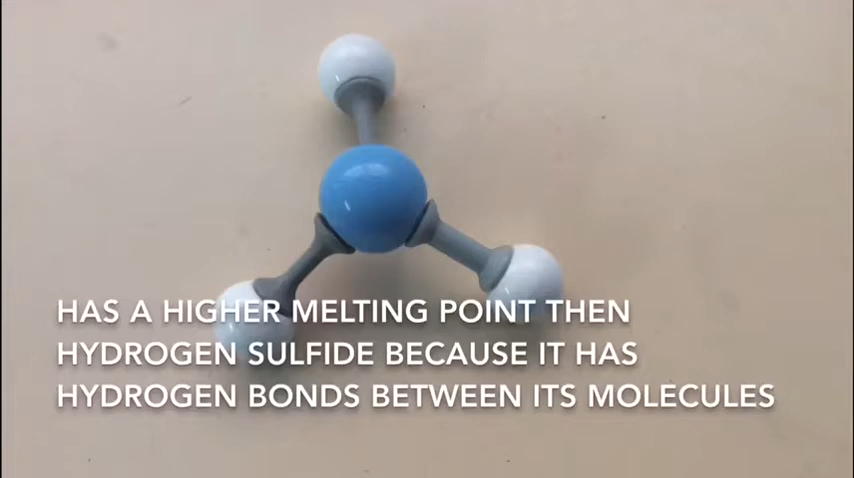 HAS A HIGHER MELTING POINT THEN
HYDROGEN SULFIDE BECAUSE IT HAS
HYDROGEN BONDS BETWEEN ITS MOLECULES